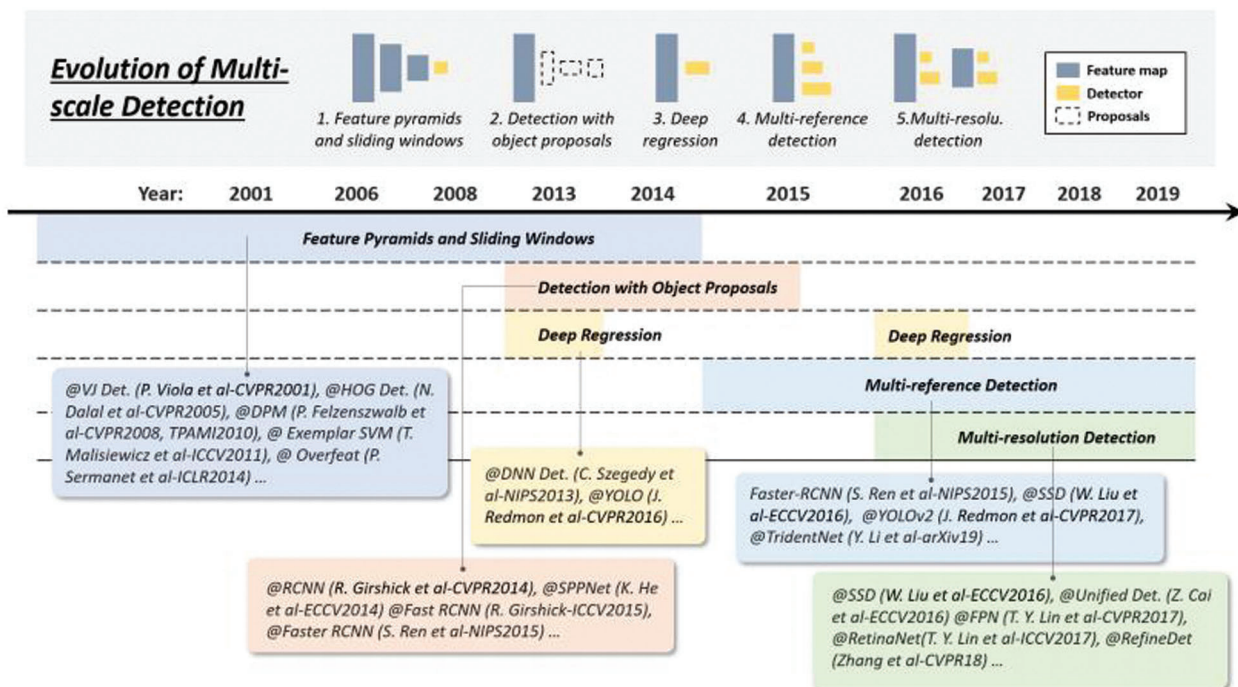 Evolution of Multi-
scale Detection
1. Feature pyramids
and sliding windows
2. Detection with
object proposals
3. Deep
regression
4. Multi-reference
detection
5.Multi-resolu.
detection
Feature map
Detector
Proposals
Year: 2001 2006 2008 2013 2014 2015 2016 2017 2018 2019
Feature Pyramids and Sliding Windows
Detection with Object Proposals
Deep Regression Deep Regression
Multi-reference Detection
Multi-resolution Detection
@VJ Det. (P. Viola et al-CVPR2001), @HOG Det. (N.
Dalal et al-CVPR2005), @DPM (P. Felzenszwalb et
al-CVPR2008, TPAMI2010), @ Exemplar SVM (T.
Malisiewicz et al-ICCV2011), @ Overfeat (P.
Sermanet et al-ICLR2014) ...
@DNN Det. (C. Szegedy et
al-NIPS2013), @YOLO (J.
Redmon et al-CVPR2016) ...
Faster-RCNN (S. Ren et al-NIPS2015), @SSD (W. Liu et
al-ECCV2016), @YOLOv2 (J. Redmon et al-CVPR2017),
@TridentNet (Y. Li et al-arXiv19) ...
@RCNN (R. Girshick et al-CVPR2014), @SPPNet (K. He
et al-ECCV2014) @Fast RCNN (R. Girshick-ICCV2015),
@Faster RCNN (S. Ren et al-NIPS2015) ...
@SSD (W. Liu et al-ECCV2016), @Unified Det. (Z. Cai
et al-ECCV2016) @FPN (T. Y. Lin et al-CVPR2017),
@RetinaNet(T. Y. Lin et al-ICCV2017), @RefineDet
(Zhang et al-CVPR18) ...